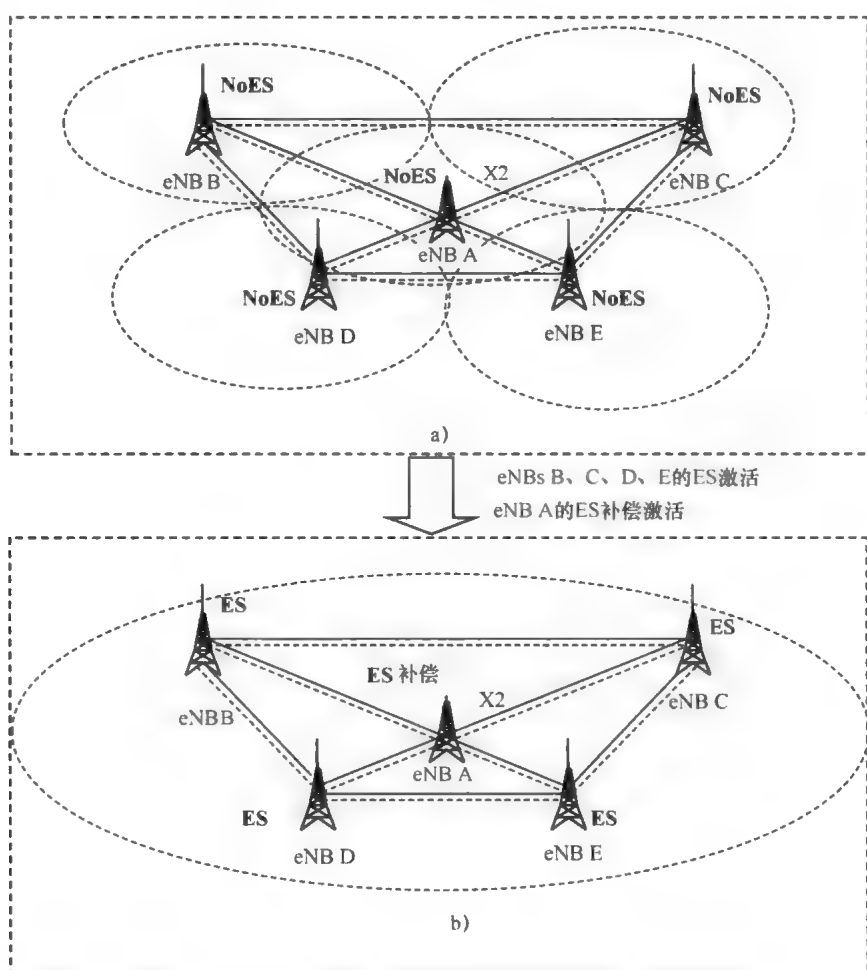 NoES
NoES
NoES
X2
eNB B
eNB C
eNB A
NoES
NoES
eNB D
eNB E
a)
eNBs B、C、D、E的ES激活
eNB A的ES补偿激活
ES
ES
ES 补偿
X2
eNB B
eNB C
eNB A
ES
ES
eNB D
eNB E
b)